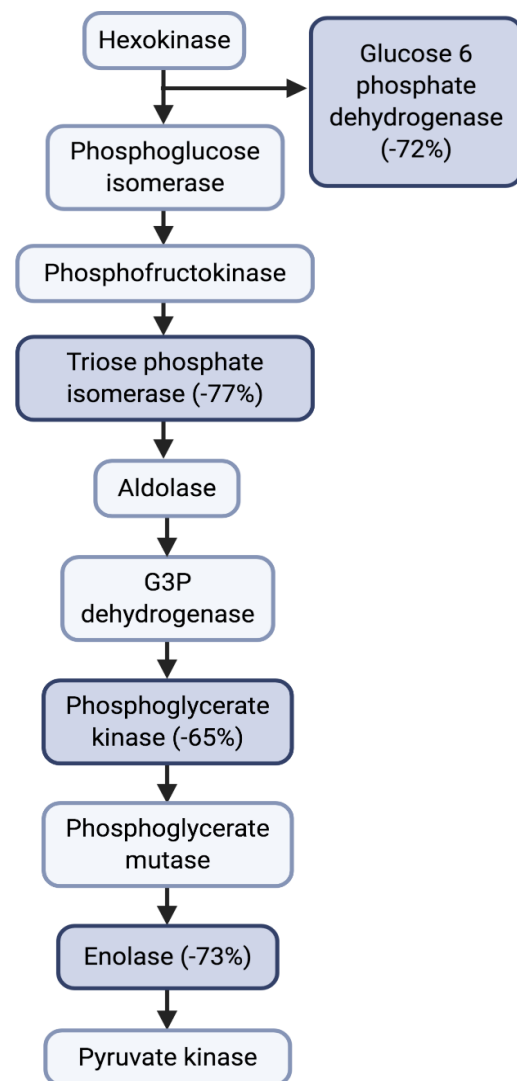 Hexokinase
Glucose 6
phosphate
dehydrogenase
(-72%)
Phosphoglucose
isomerase
Phosphofructokinase
Triose phosphate
isomerase (-77%)
Aldolase
G3P
dehydrogenase
Phosphoglycerate
kinase (-65%)
Phosphoglycerate
mutase
Enolase (-73%)
Pyruvate kinase